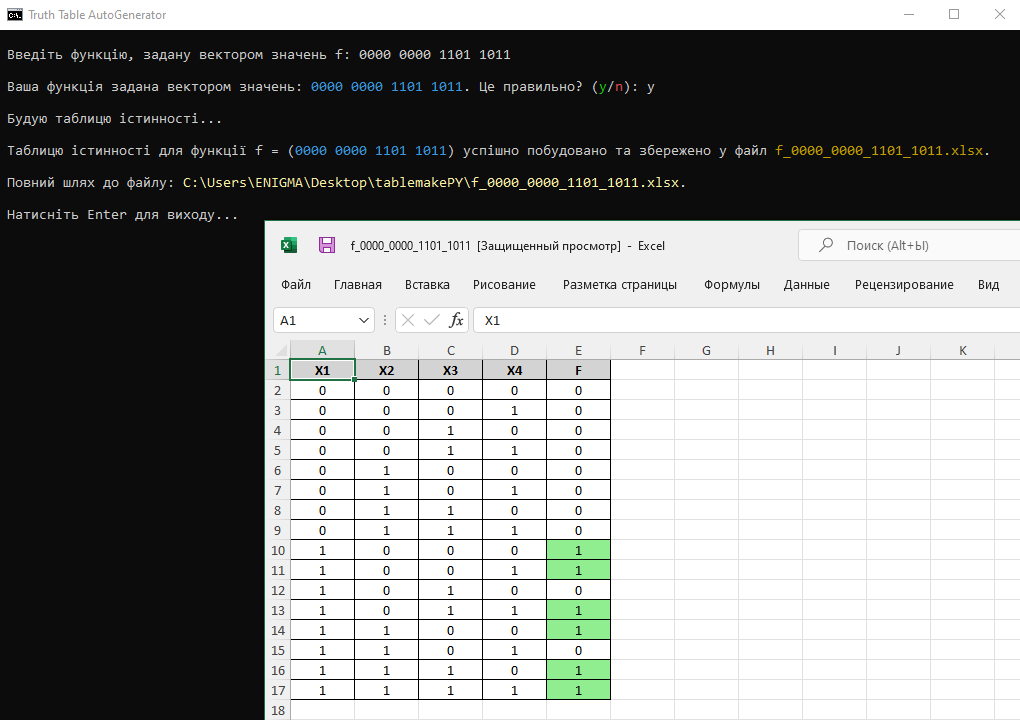 Truth Table AutoGenerator
Введіть функцію, задану вектором значень f: 0000 0000 1101 1011
Ваша функція задана вектором значень: 0000 0000 1101 1011. Це правильно? (y/n): y
Будую таблицю істинності...
Таблицю істинності для функції f = (0000 0000 1101 1011) успішно побудовано та збережено у файл f_0000_0000_1101_1011.xlsx.
Повний шлях до файлу: C:\Users\ENIGMA\Desktop\tablemakePY\f_0000_0000_1101_1011.xlsx.
Натисніть Enter для виходу...
f_0000_0000_1101_1011 [Защищенный просмотр] - Excel
Поиск (Alt+Ы)
Файл Главная Вставка Рисование Разметка страницы Формулы Данные Рецензирование Вид
A1 fx X1
A B C D E F G H I J K
1 X1 X2 X3 X4 F
2 0 0 0 0 0
3 0 0 0 1 0
4 0 0 1 0 0
5 0 0 1 1 0
6 0 1 0 0 0
7 0 1 0 1 0
8 0 1 1 0 0
9 0 1 1 1 0
10 1 0 0 0 1
11 1 0 0 1 1
12 1 0 1 0 0
13 1 0 1 1 1
14 1 1 0 0 1
15 1 1 0 1 0
16 1 1 1 0 1
17 1 1 1 1 1
18